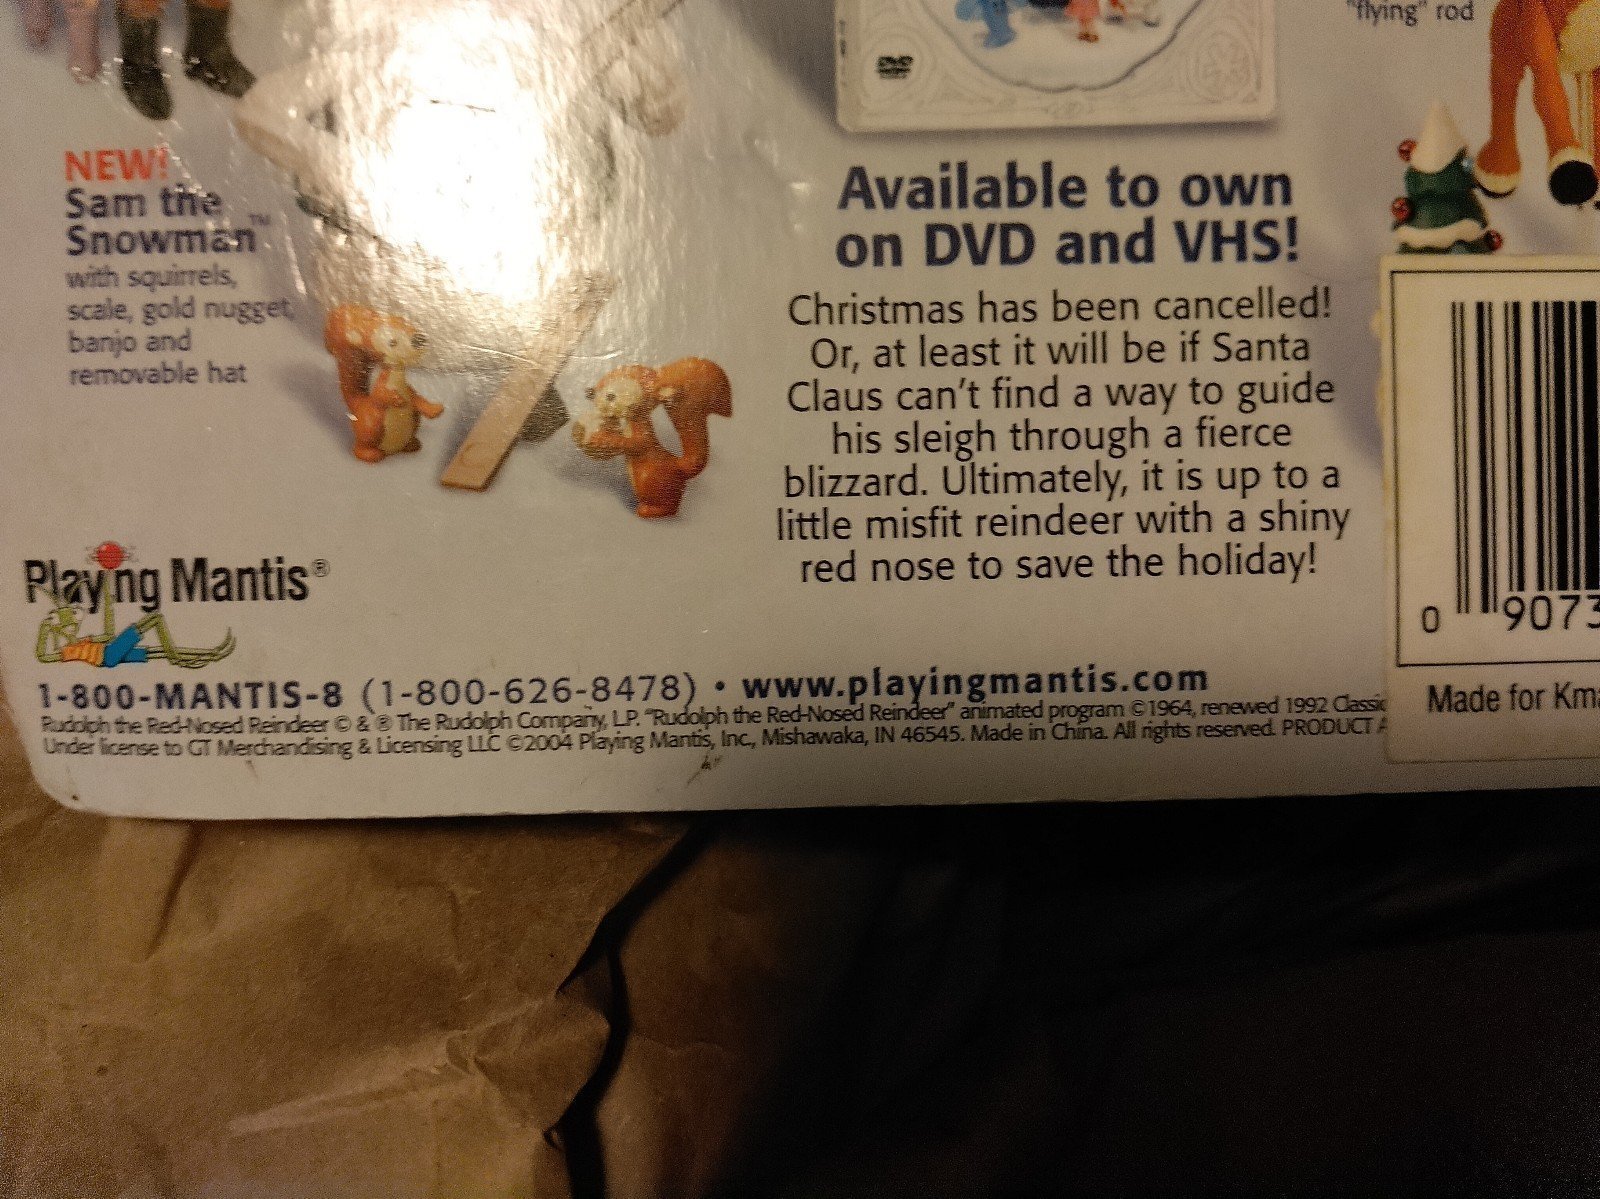 "flying" rod
DVD
NEW!
Sam the
Snowman™
with squirrels,
scale, gold nugget,
banjo and
removable hat
Available to own
on DVD and VHS!
Christmas has been cancelled!
Or, at least it will be if Santa
Claus can't find a way to guide
his sleigh through a fierce
blizzard. Ultimately, it is up to a
little misfit reindeer with a shiny
red nose to save the holiday!
Playing Mantis®
1-800-MANTIS-8 (1-800-626-8478) • www.playingmantis.com
Rudolph the Red-Nosed Reindeer © & ® The Rudolph Company, L.P. "Rudolph the Red-Nosed Reindeer" animated program ©1964, renewed 1992 Classic
Under license to GT Merchandising & Licensing LLC ©2004 Playing Mantis, Inc., Mishawaka, IN 46545. Made in China. All rights reserved. PRODUCT
0 9073
Made for Kma